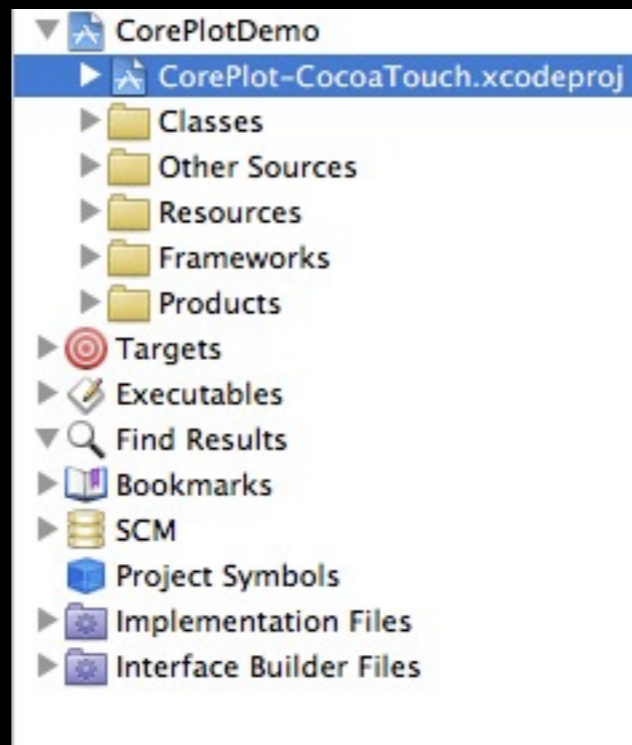 CorePlotDemo
CorePlot-CocoaTouch.xcodeproj
Classes
Other Sources
Resources
Frameworks
Products
Targets
Executables
Find Results
Bookmarks
SCM
Project Symbols
Implementation Files
Interface Builder Files